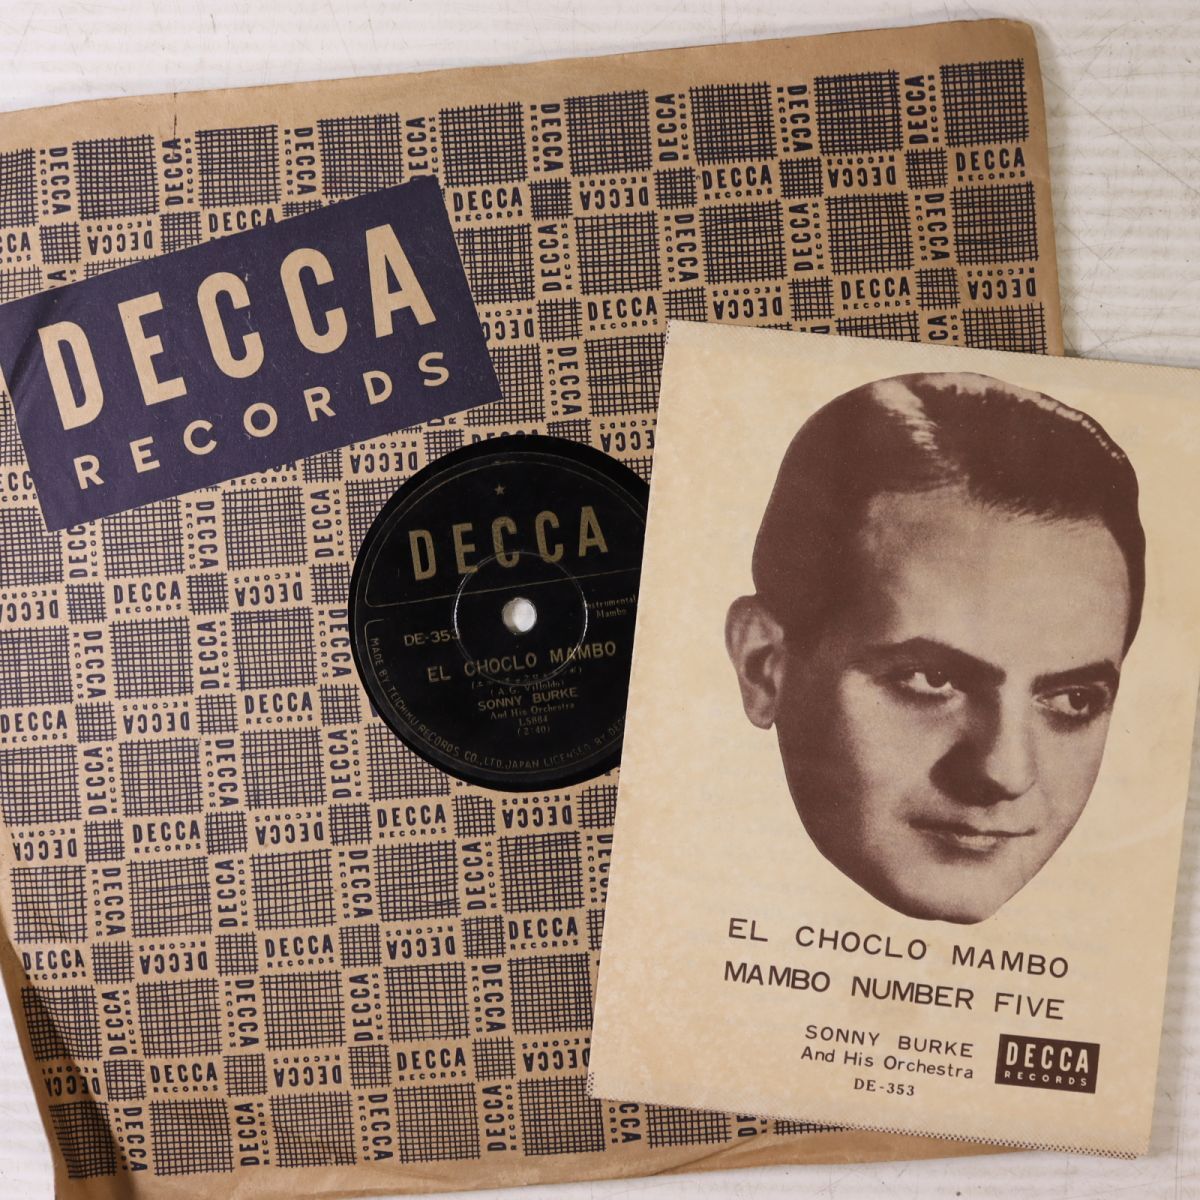 DECCA
RECORDS
DECCA
Instrumental
Mambo
DE-353
EL CHOCLO MAMBO
(A.G. Villoldo)
SONNY BURKE
And His Orchestra
L5884
(2:40)
MADE BY TEICHIKU RECORDS CO., LTD. JAPAN LICENSED BY
EL CHOCLO MAMBO
MAMBO NUMBER FIVE
SONNY BURKE
And His Orchestra
DE-353
DECCA
RECORDS